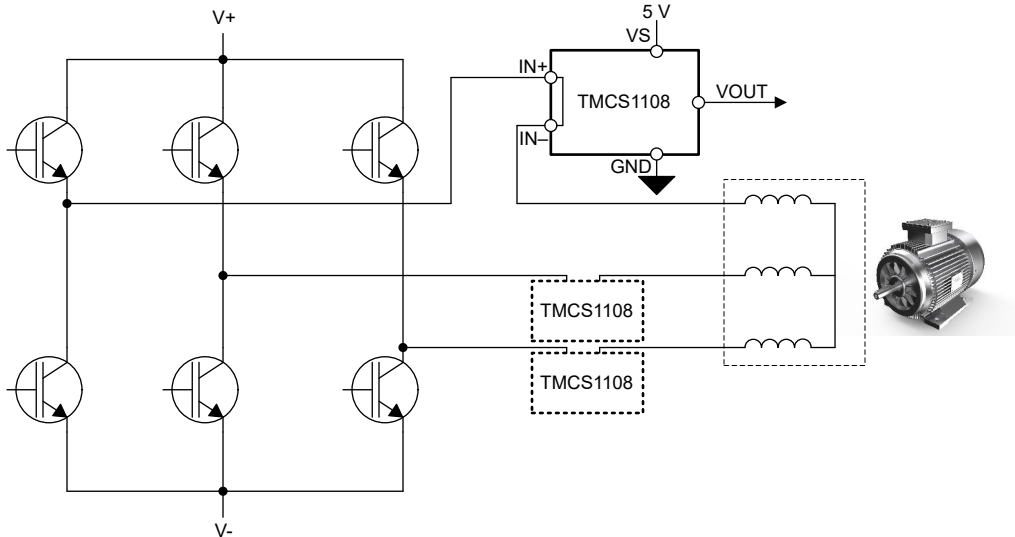 V+
5 V
VS
IN+
TMCS1108
VOUT
IN–
GND
TMCS1108
TMCS1108
V-